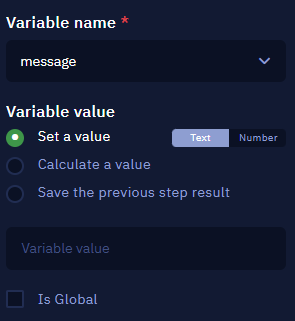 Variable name *
message
Variable value
Set a value Text Number
Calculate a value
Save the previous step result
Variable value
Is Global